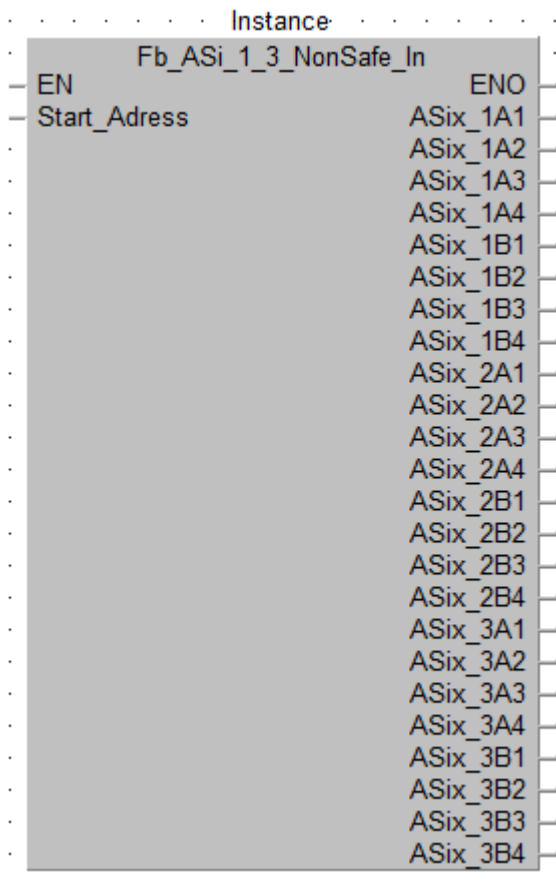 Instance
Fb_ASi_1_3_NonSafe_In
EN ENO
Start_Adress ASix_1A1
ASix_1A2
ASix_1A3
ASix_1A4
ASix_1B1
ASix_1B2
ASix_1B3
ASix_1B4
ASix_2A1
ASix_2A2
ASix_2A3
ASix_2A4
ASix_2B1
ASix_2B2
ASix_2B3
ASix_2B4
ASix_3A1
ASix_3A2
ASix_3A3
ASix_3A4
ASix_3B1
ASix_3B2
ASix_3B3
ASix_3B4